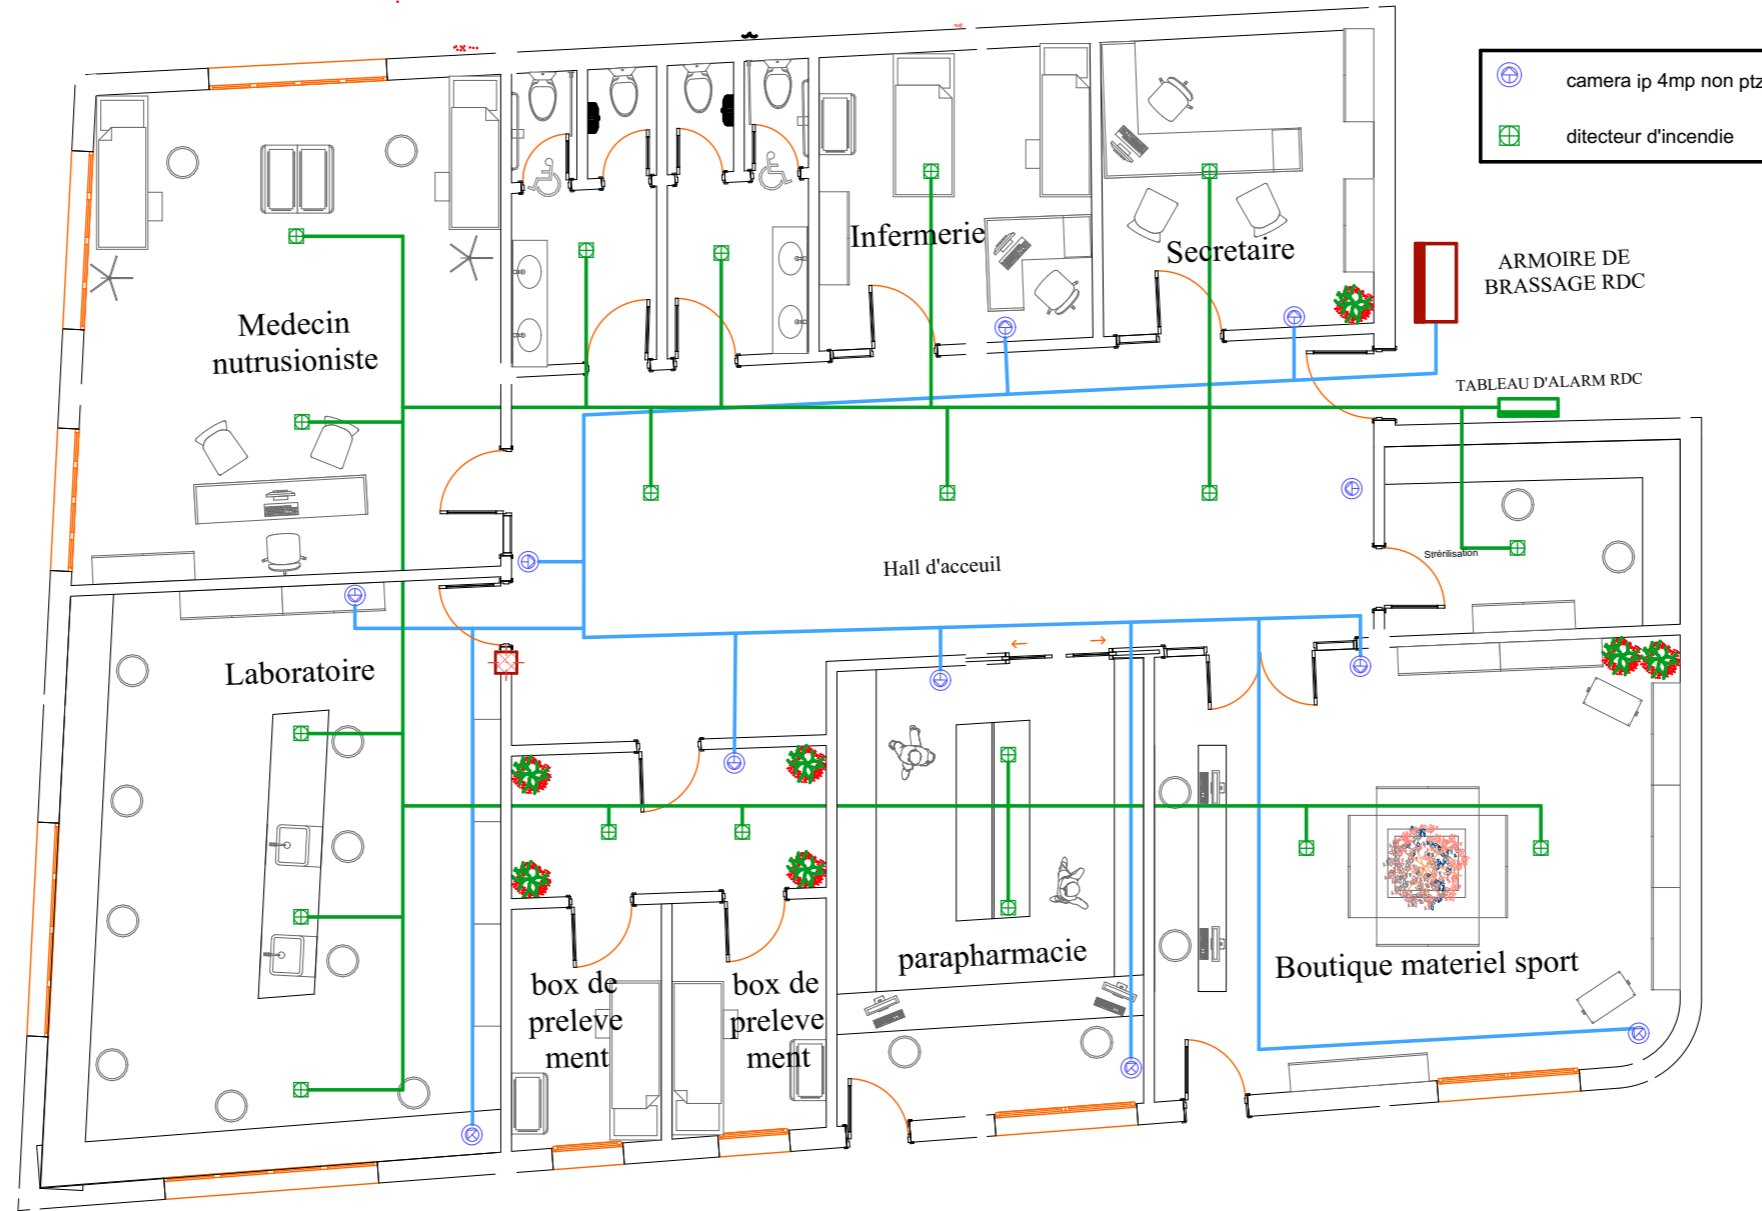 camera ip 4mp non ptz
ditecteur d'incendie
Infermerie
Secretaire
ARMOIRE DE
BRASSAGE RDC
Medecin
nutrusioniste
TABLEAU D'ALARM RDC
Hall d'acceuil
Strérilisation
Laboratoire
parapharmacie
Boutique materiel sport
box de
preleve
ment
box de
preleve
ment